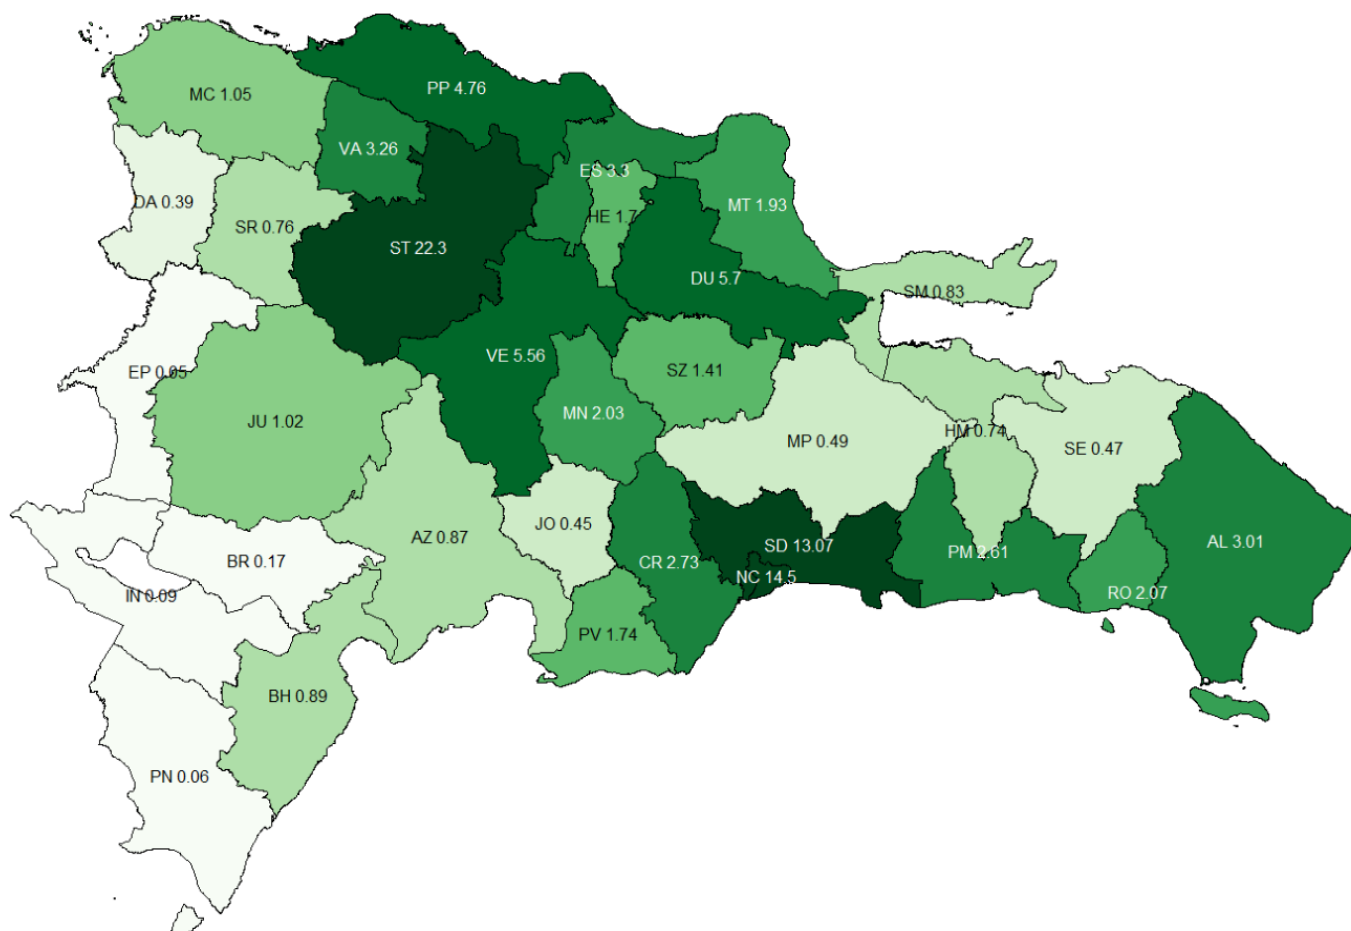 PP 4.76
MC 1.05
VA 3.26
ES 3.3
DA 0.39
MT 1.93
HE 1.7
SR 0.76
ST 22.3
DU 5.7
SM 0.83
VE 5.56
EP 0.05
SZ 1.41
MN 2.03
JU 1.02
HM 0.74
MP 0.49
SE 0.47
JO 0.45
AZ 0.87
AL 3.01
SD 13.07
PM 2.61
BR 0.17
CR 2.73
NC 14.5
RO 2.07
IN 0.09
PV 1.74
BH 0.89
PN 0.06